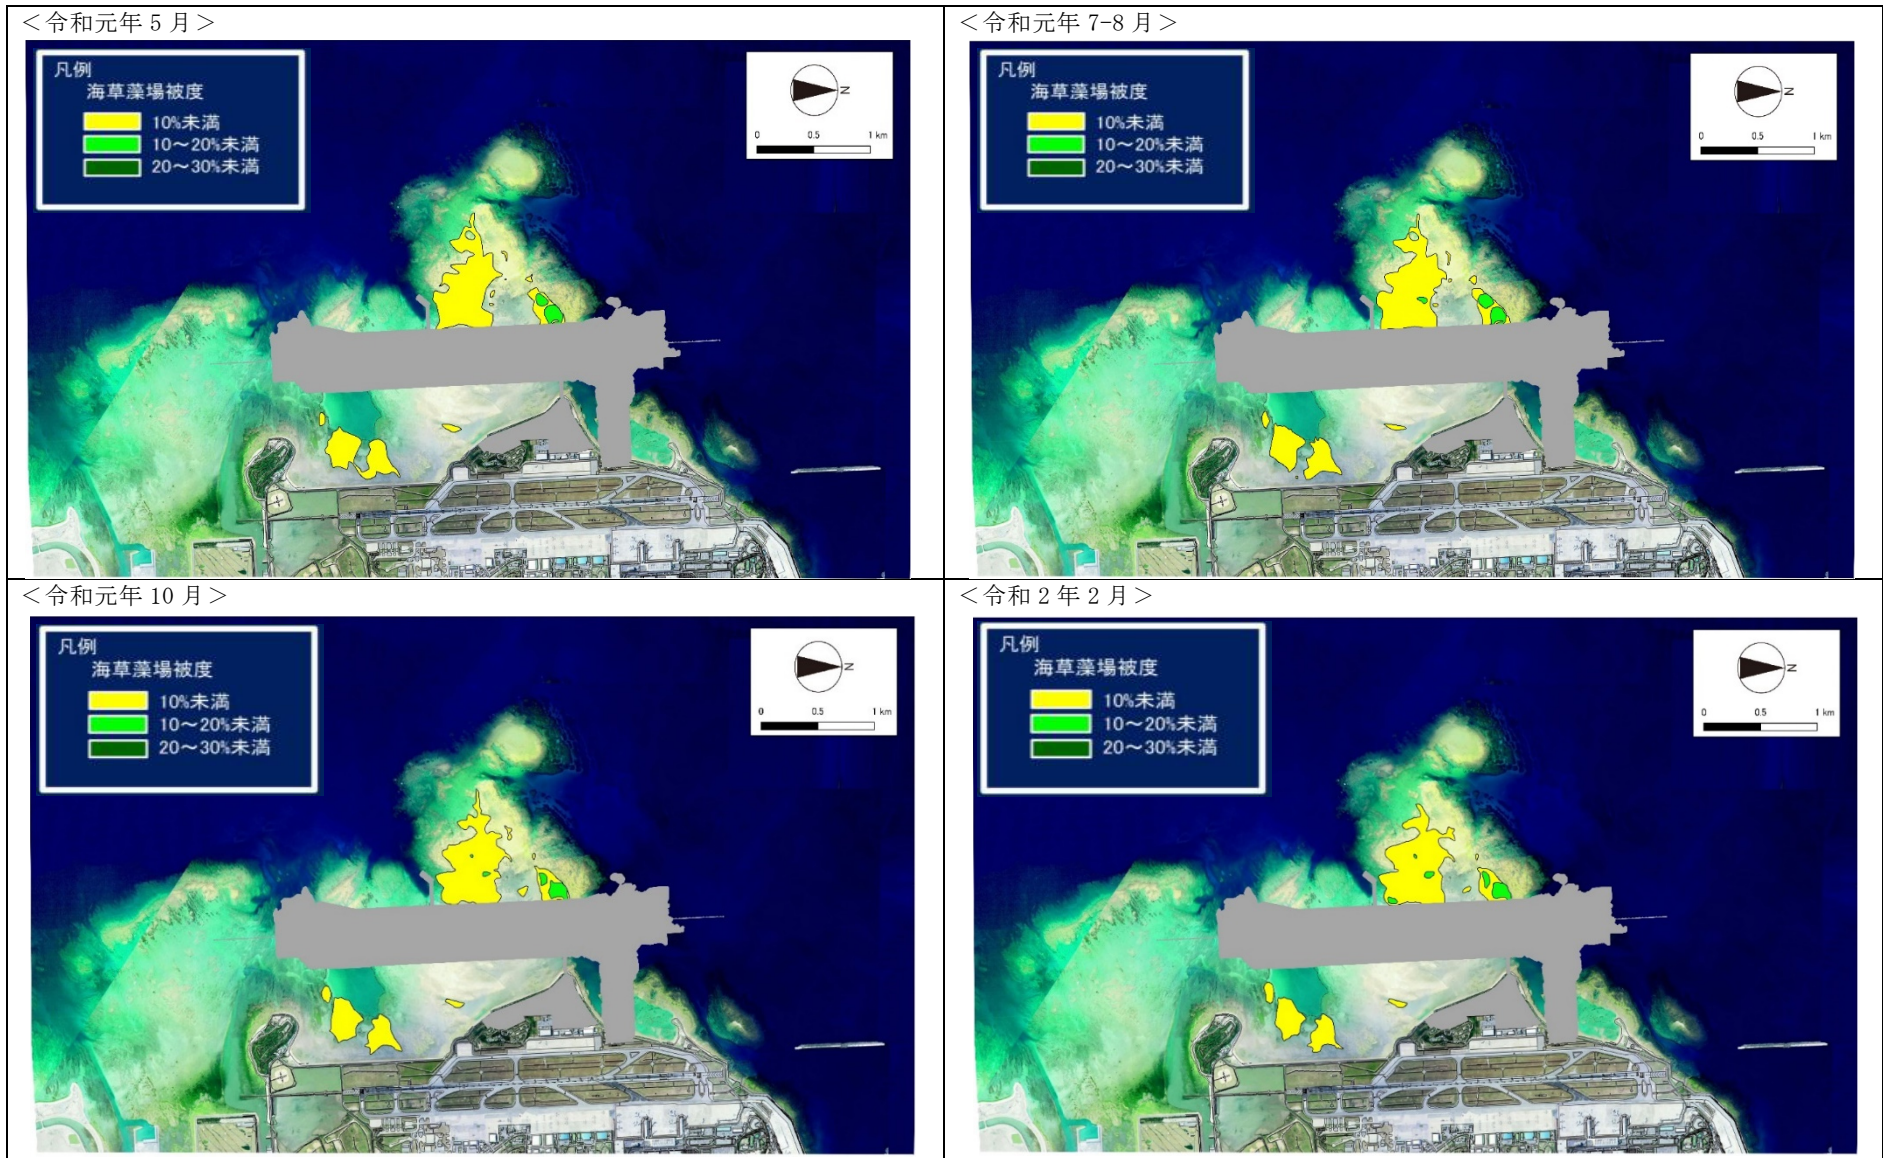 ＜令和元年 5 月＞
凡例
海草藻場被度
10%未満
10～20%未満
20～30%未満
N
0 0.5 1 km
＜令和元年 7-8 月＞
凡例
海草藻場被度
10%未満
10～20%未満
20～30%未満
N
0 0.5 1 km
＜令和元年 10 月＞
凡例
海草藻場被度
10%未満
10～20%未満
20～30%未満
N
0 0.5 1 km
＜令和 2 年 2 月＞
凡例
海草藻場被度
10%未満
10～20%未満
20～30%未満
N
0 0.5 1 km